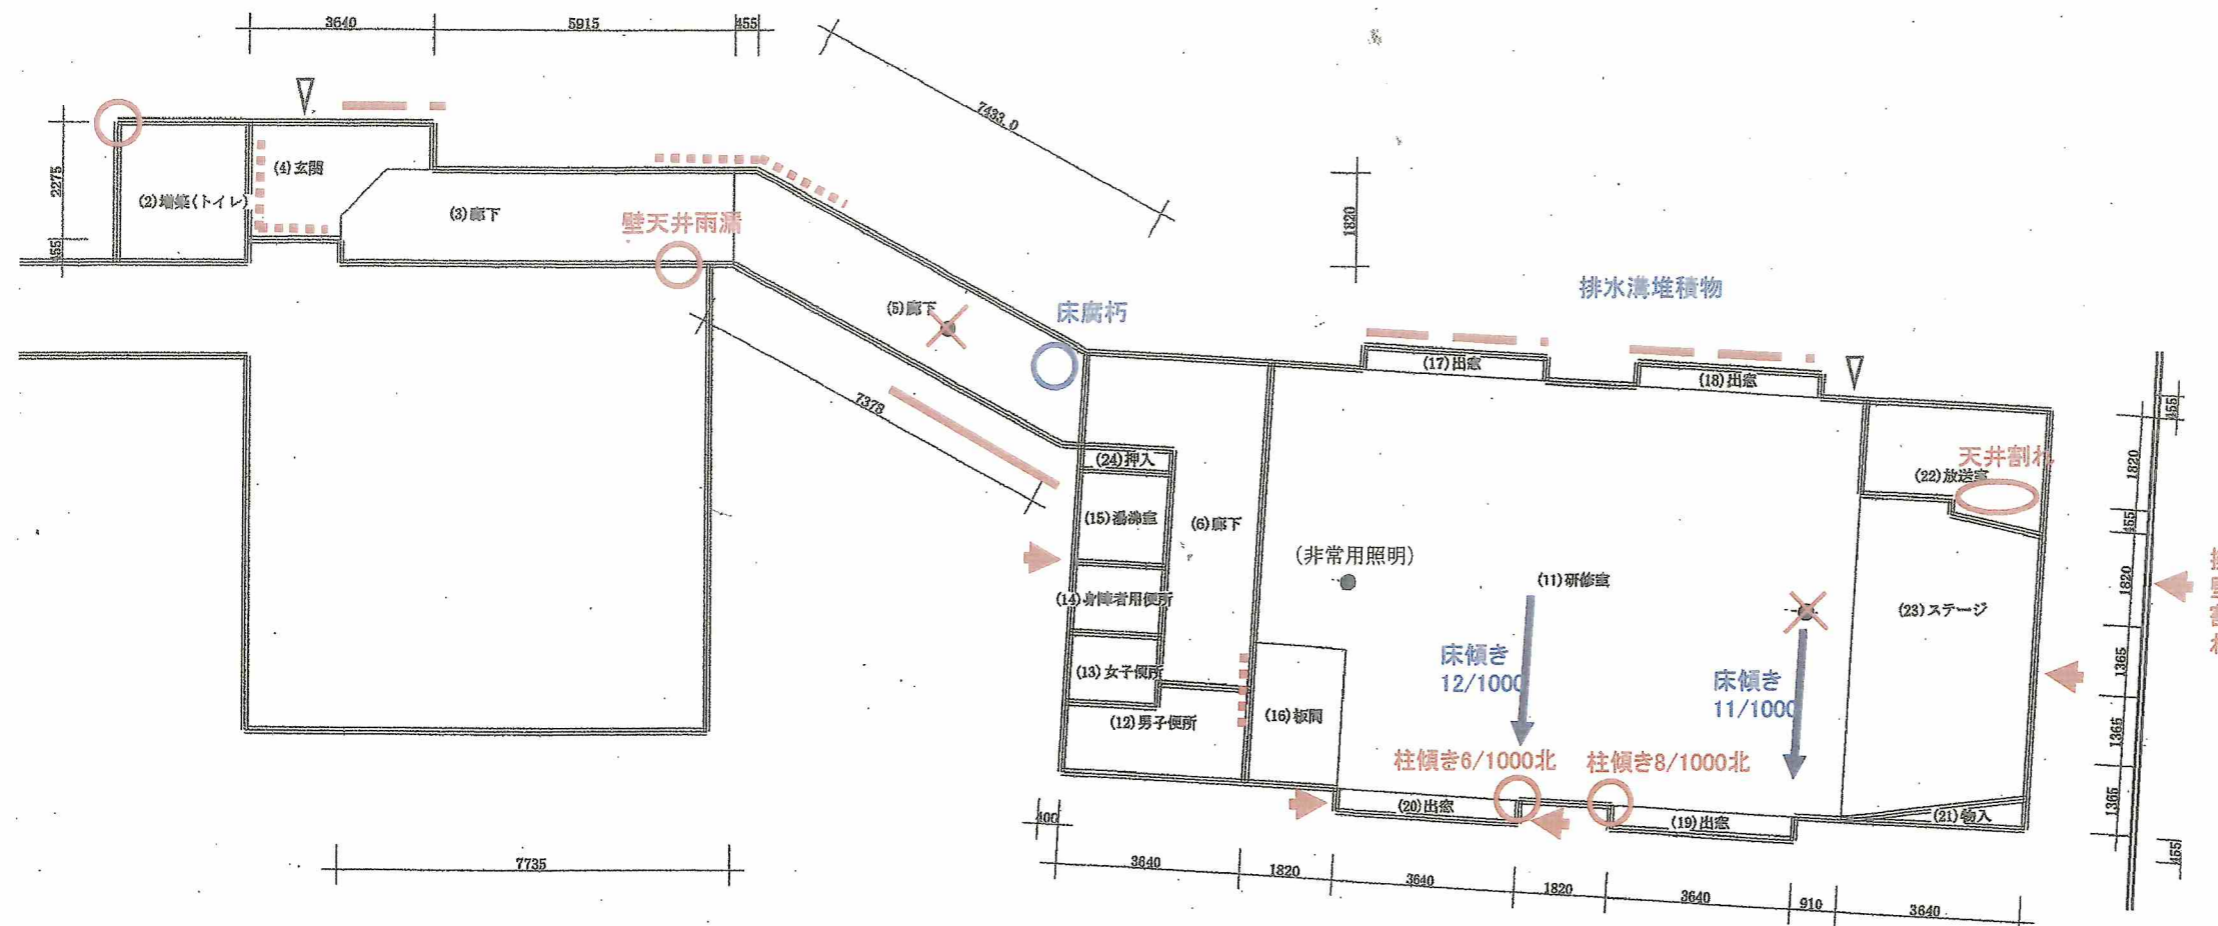 3640
5915
455
7433.0
2275
455
(2)増築(トイレ)
(4)玄関
(3)廊下
壁天井雨漏
1820
(5)廊下
床腐朽
排水溝堆積物
7378
(17)出窓
(18)出窓
(24)押入
(15)湯沸室
(6)廊下
(14)身障者用便所
(13)女子便所
(12)男子便所
(非常用照明)
(11)研修室
(16)板間
床傾き
12/1000
床傾き
11/1000
柱傾き6/1000北
柱傾き8/1000北
(20)出窓
(19)出窓
天井割れ
(22)放送室
(23)ステージ
(21)物入
455
1820
455
1820
1365
1365
1365
455
400
7735
3640
1820
3640
1820
3640
910
3640